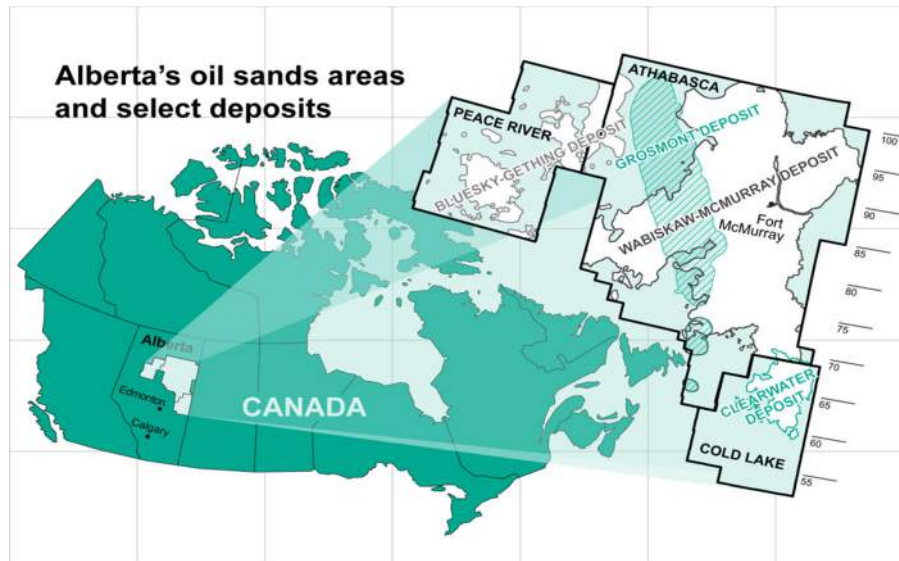 Alberta's oil sands areas
and select deposits
ATHABASCA
PEACE RIVER
BLUESKY-GETHING DEPOSIT
GROSMONT DEPOSIT
WABISKAW-MCMURRAY DEPOSIT
Fort
McMurray
100
95
90
85
80
75
70
65
60
55
CLEARWATER
DEPOSIT
COLD LAKE
Alberta
Edmonton
Calgary
CANADA